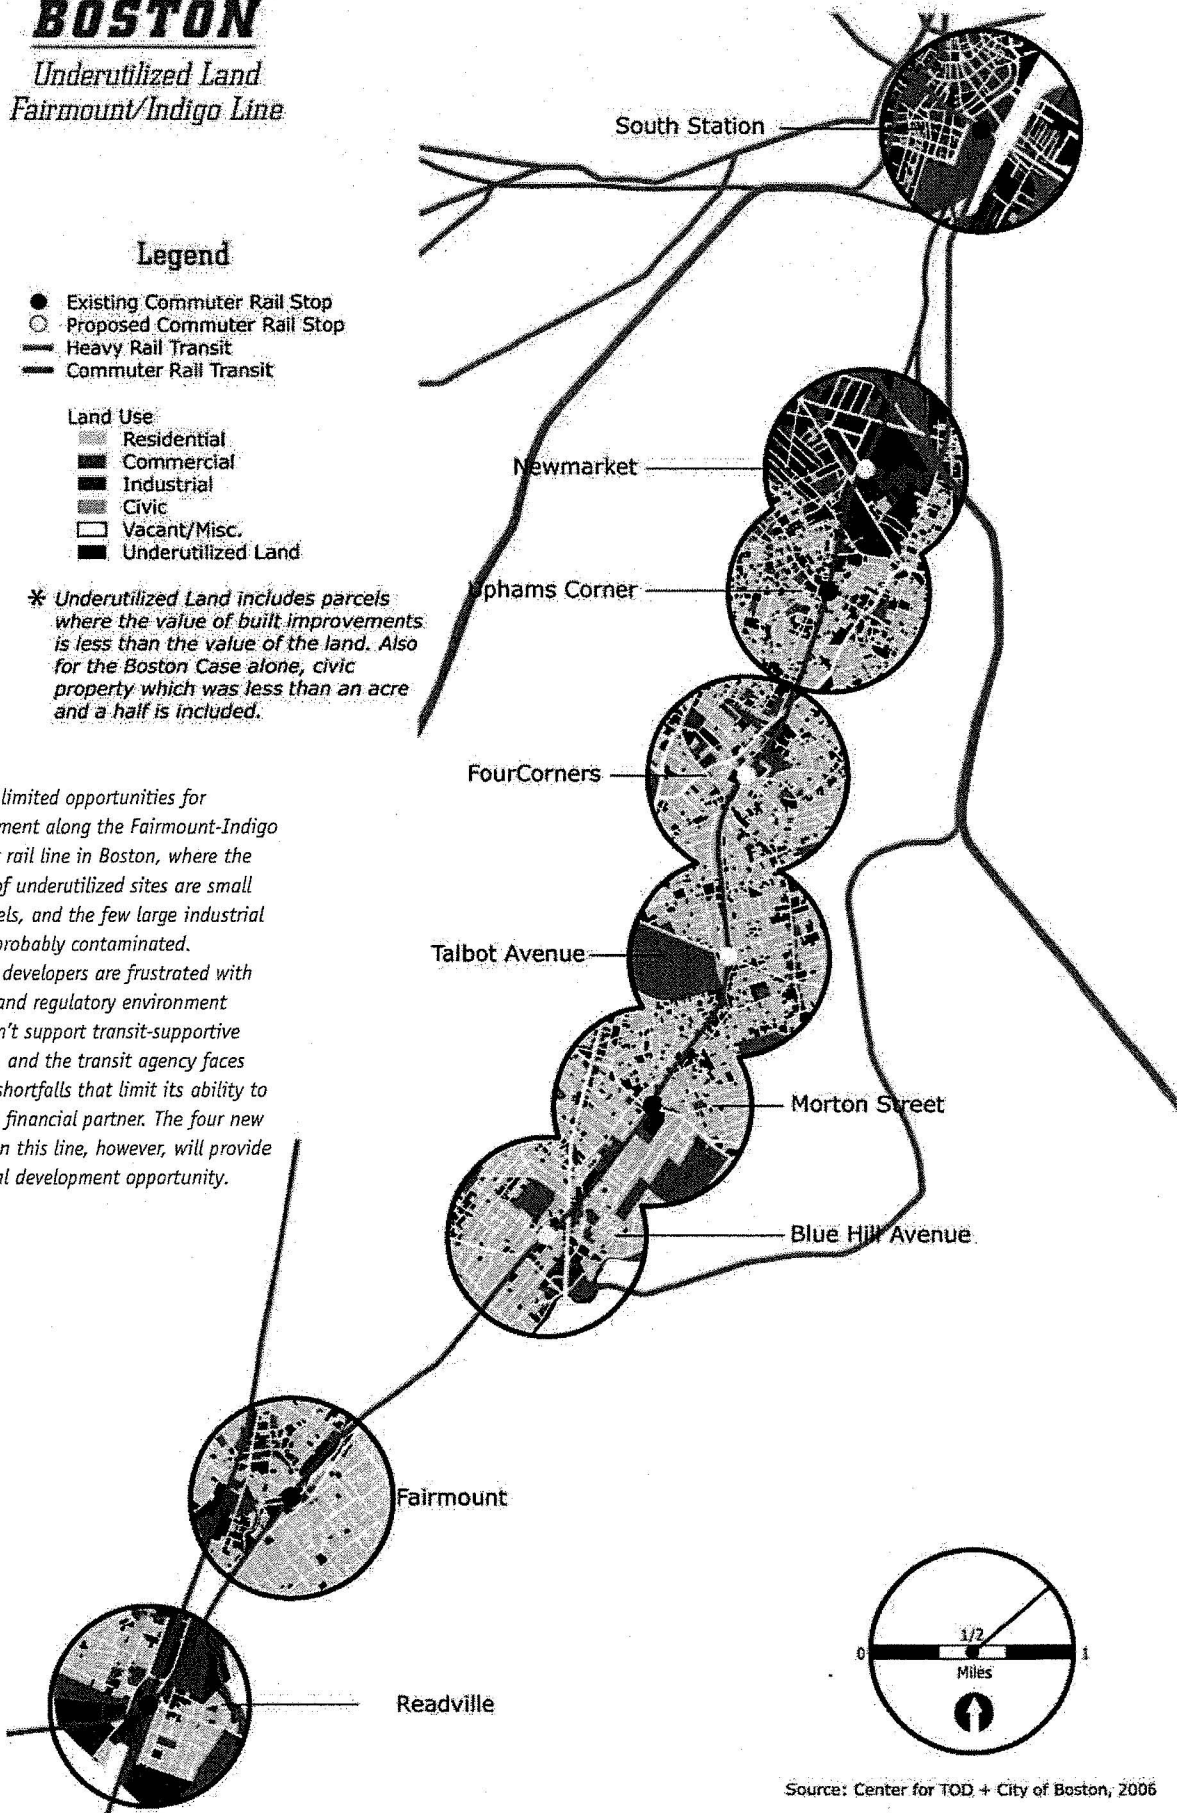 BOSTON
Underutilized Land
Fairmount/Indigo Line
Legend
Existing Commuter Rail Stop
Proposed Commuter Rail Stop
Heavy Rail Transit
Commuter Rail Transit
Land Use
Residential
Commercial
Industrial
Civic
Vacant/Misc.
Underutilized Land
* Underutilized Land includes parcels
where the value of built improvements
is less than the value of the land. Also
for the Boston Case alone, civic
property which was less than an acre
and a half is included.
limited opportunities for
ment along the Fairmount-Indigo
rail line in Boston, where the
of underutilized sites are small
els, and the few large industrial
probably contaminated.
developers are frustrated with
and regulatory environment
n't support transit-supportive
and the transit agency faces
shortfalls that limit its ability to
financial partner. The four new
n this line, however, will provide
al development opportunity.
South Station
Newmarket
Uphams Corner
FourCorners
Talbot Avenue
Morton Street
Blue Hill Avenue
Fairmount
Readville
1/2
0 1
Miles
Source: Center for TOD + City of Boston, 2006